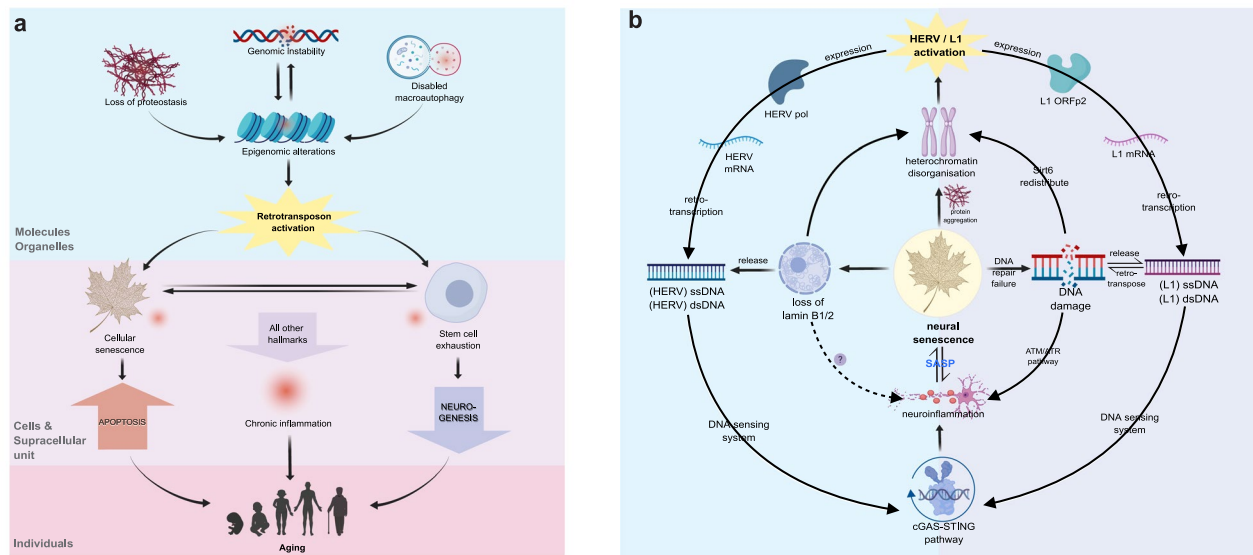 a
Genomic instability
Loss of proteostasis
Disabled
macroautophagy
Epigenomic alterations
Retrotransposon
activation
Molecules
Organelles
Cellular
senescence
All other
hallmarks
Stem cell
exhaustion
APOPTOSIS
Chronic inflammation
NEURO-
GENESIS
Cells &
Supracellular
unit
Aging
Individuals
b
HERV / L1
activation
expression
expression
HERV pol
L1 ORFp2
HERV
mRNA
L1 mRNA
heterochromatin
disorganisation
Sirt6
redistribute
retro-
transcription
retro-
transcription
protein
aggregation
release
DNA
repair
failure
release
retro-
transpose
(HERV) ssDNA
(HERV) dsDNA
loss of
lamin B1/2
DNA
damage
(L1) ssDNA
(L1) dsDNA
neural
senescence
?
SASP
ATM/ATR
pathway
neuroinflammation
DNA sensing
system
DNA sensing
system
cGAS-STING
pathway